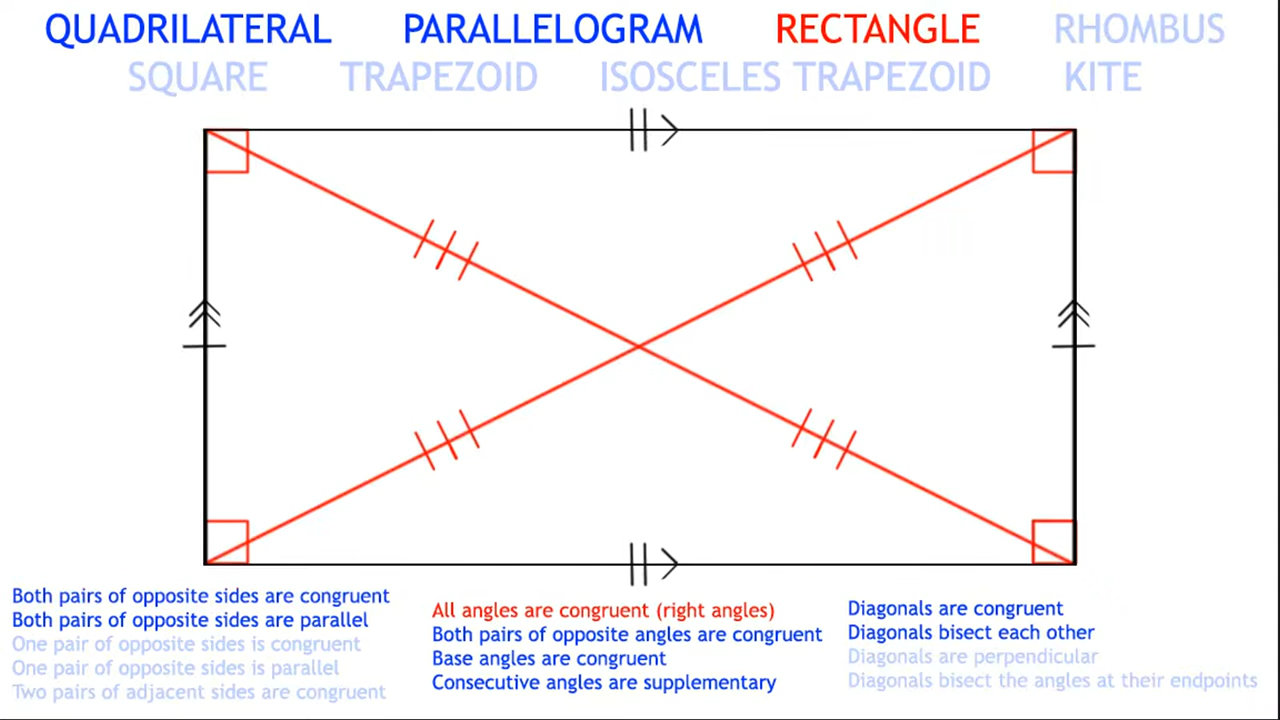 QUADRILATERAL PARALLELOGRAM RECTANGLE RHOMBUS
SQUARE TRAPEZOID ISOSCELES TRAPEZOID KITE
Both pairs of opposite sides are congruent
Both pairs of opposite sides are parallel
One pair of opposite sides is congruent
One pair of opposite sides is parallel
Two pairs of adjacent sides are congruent
All angles are congruent (right angles)
Both pairs of opposite angles are congruent
Base angles are congruent
Consecutive angles are supplementary
Diagonals are congruent
Diagonals bisect each other
Diagonals are perpendicular
Diagonals bisect the angles at their endpoints